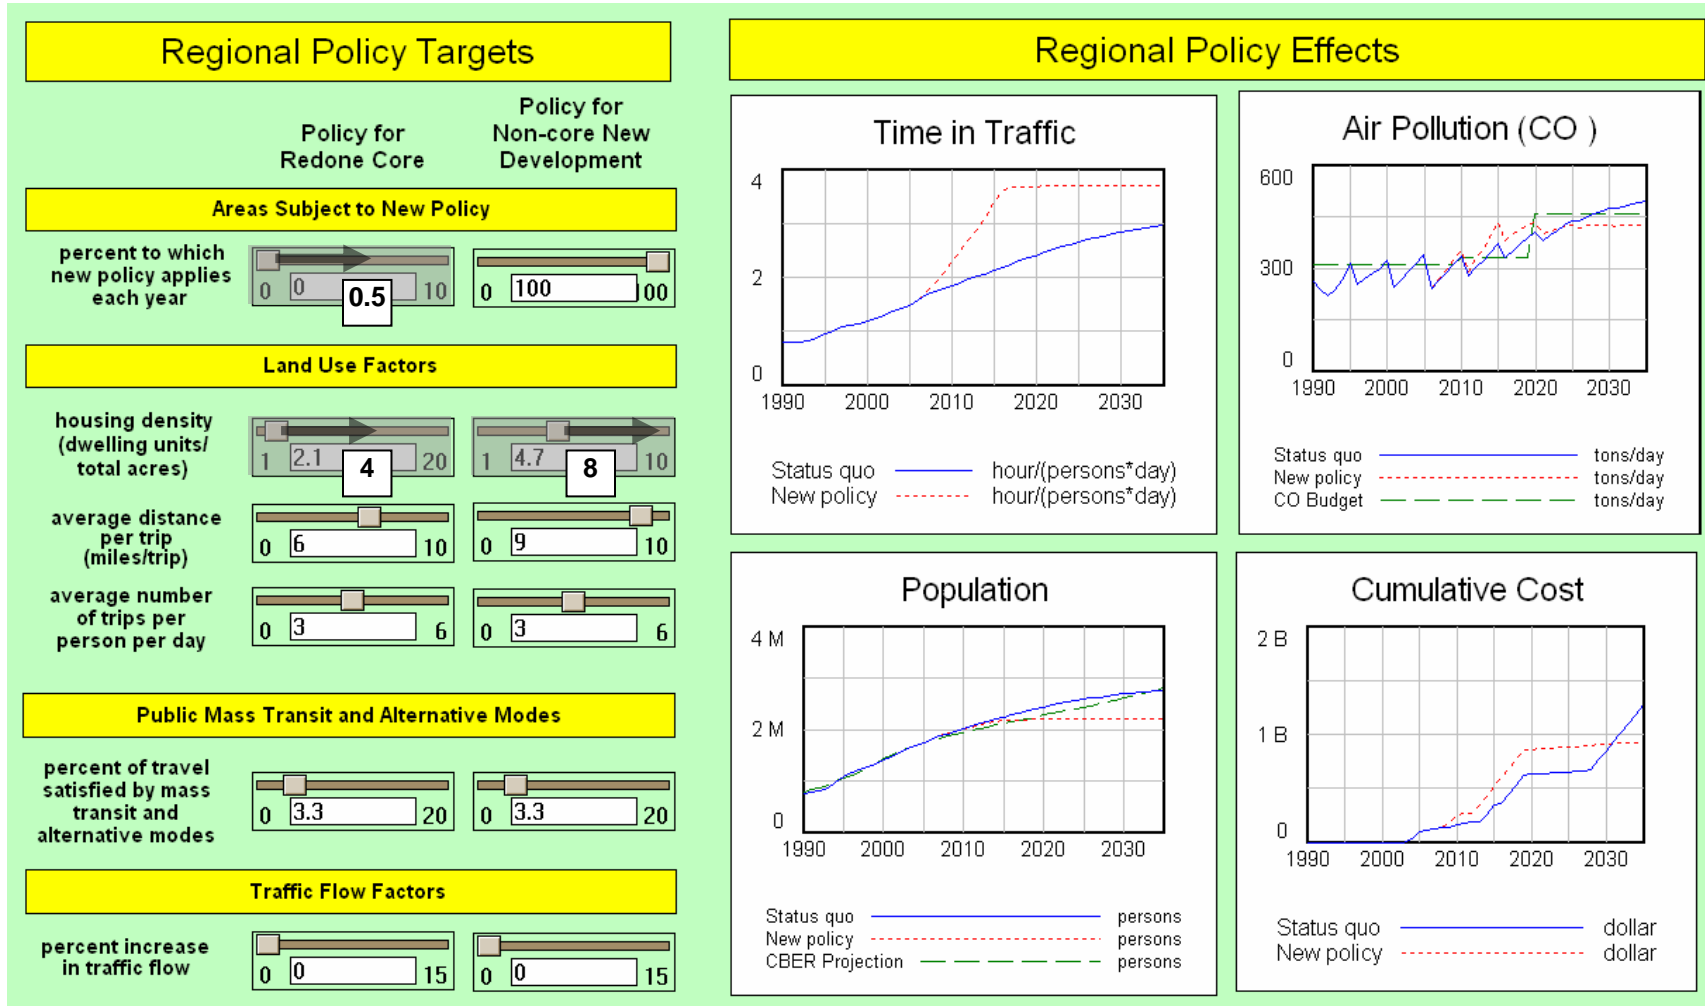 Regional Policy Targets
Policy for
Redone Core
Policy for
Non-core New
Development
Areas Subject to New Policy
percent to which
new policy applies
each year
0 0 10
0.5
0 100 100
Land Use Factors
housing density
(dwelling units/
total acres)
1 2.1 20
4
1 4.7 10
8
average distance
per trip
(miles/trip)
0 6 10
0 9 10
average number
of trips per
person per day
0 3 6
0 3 6
Public Mass Transit and Alternative Modes
percent of travel
satisfied by mass
transit and
alternative modes
0 3.3 20
0 3.3 20
Traffic Flow Factors
percent increase
in traffic flow
0 0 15
0 0 15
Regional Policy Effects
Time in Traffic
4
2
0
1990 2000 2010 2020 2030
Status quo hour/(persons*day)
New policy hour/(persons*day)
Air Pollution (CO )
600
300
0
1990 2000 2010 2020 2030
Status quo tons/day
New policy tons/day
CO Budget tons/day
Population
4 M
2 M
0
1990 2000 2010 2020 2030
Status quo persons
New policy persons
CBER Projection persons
Cumulative Cost
2 B
1 B
0
1990 2000 2010 2020 2030
Status quo dollar
New policy dollar